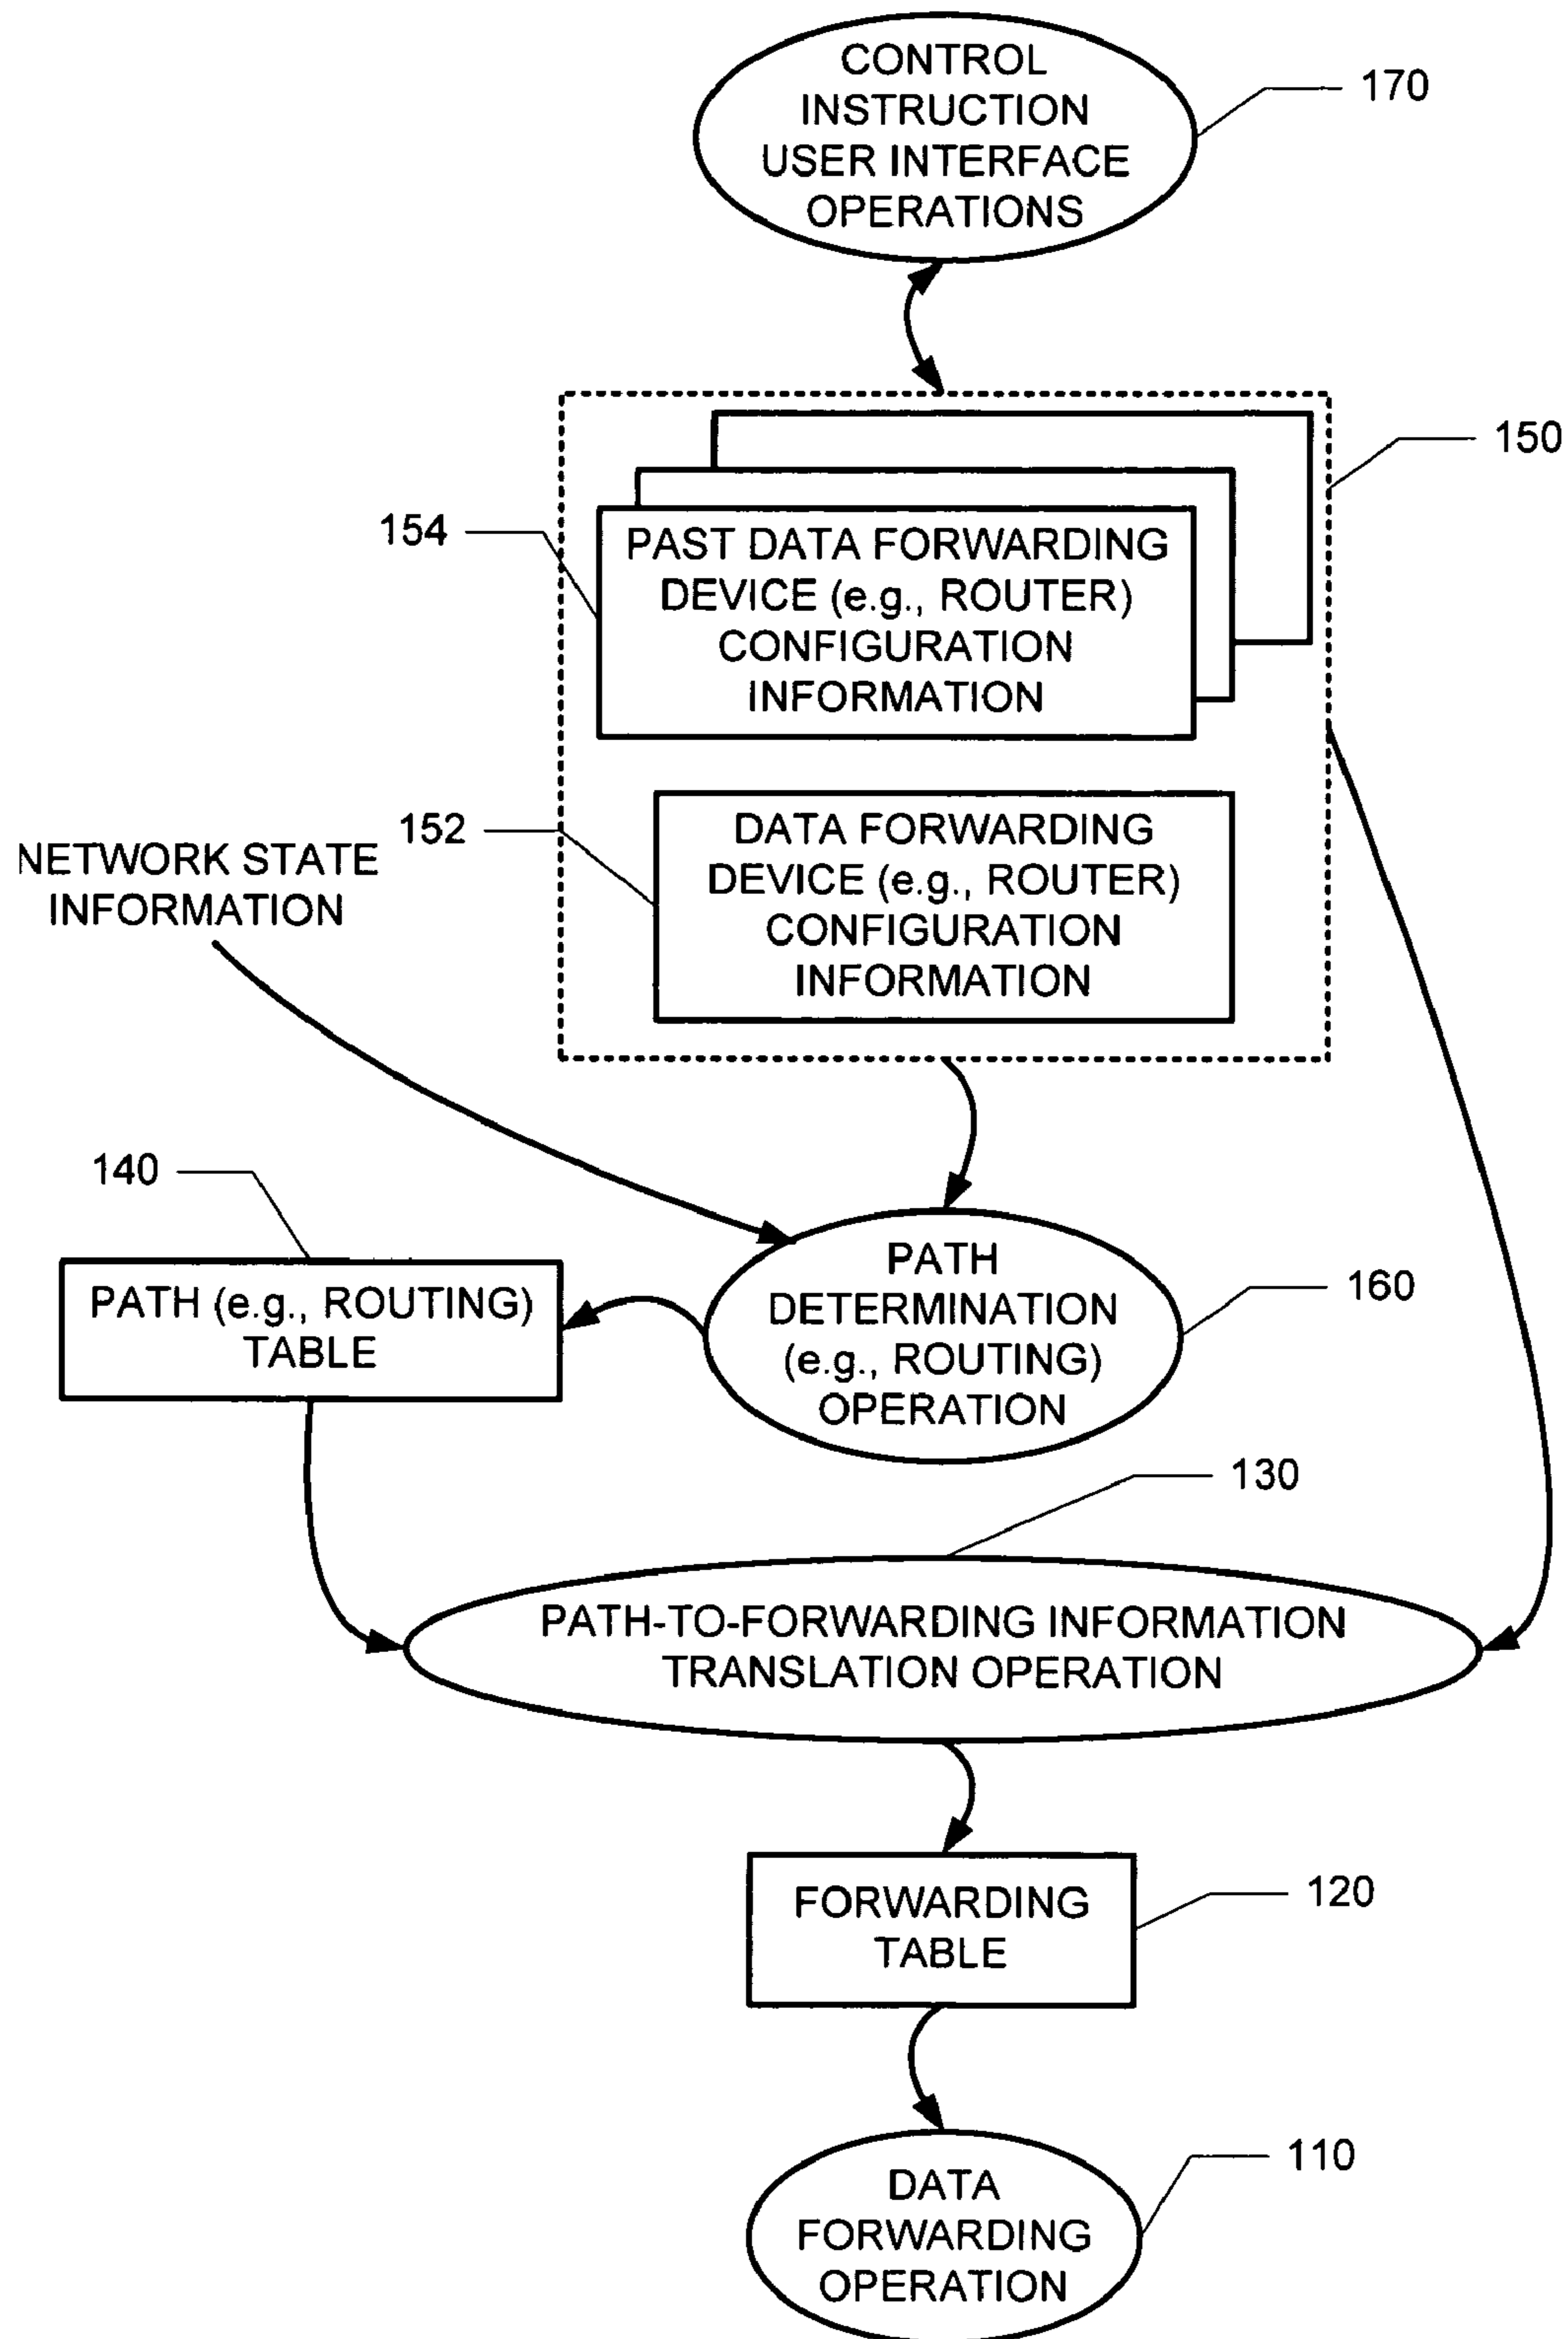 CONTROL
INSTRUCTION
USER INTERFACE
OPERATIONS
170
150
154
PAST DATA FORWARDING
DEVICE (e.g., ROUTER)
CONFIGURATION
INFORMATION
152
DATA FORWARDING
DEVICE (e.g., ROUTER)
CONFIGURATION
INFORMATION
NETWORK STATE
INFORMATION
140
PATH (e.g., ROUTING)
TABLE
PATH
DETERMINATION
(e.g., ROUTING)
OPERATION
160
130
PATH-TO-FORWARDING INFORMATION
TRANSLATION OPERATION
FORWARDING
TABLE
120
DATA
FORWARDING
OPERATION
110